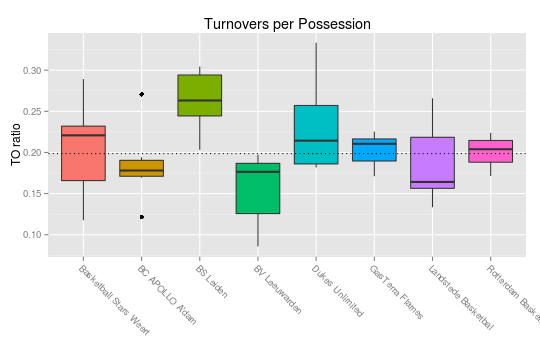 Turnovers per Possession
TO ratio
0.30
0.25
0.20
0.15
0.10
Basketball Stars Weert
BC APOLLO A'dam
BS Leiden
BV Leeuwarden
Dukes Unlimited
GasTerra Flames
Landstede Basketbal
Rotterdam Baske